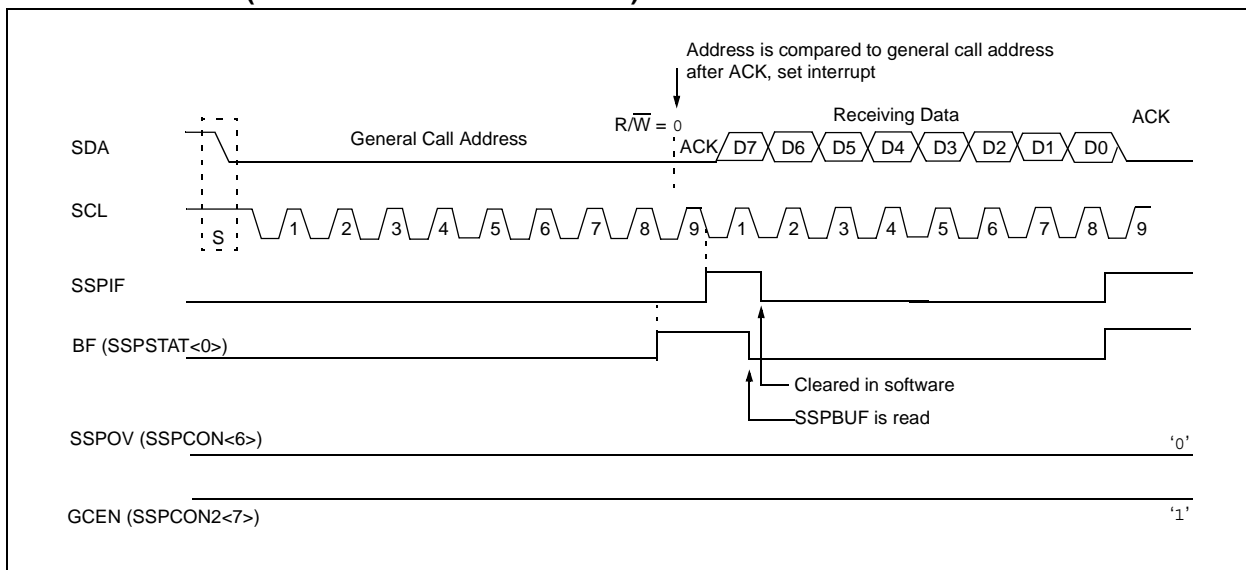 (
)
Address is compared to general call address
after ACK, set interrupt
R/W = 0
Receiving Data
ACK
SDA
General Call Address
ACK
D7 D6 D5 D4 D3 D2 D1 D0
SCL
S
1 2 3 4 5 6 7 8 9 1 2 3 4 5 6 7 8 9
SSPIF
BF (SSPSTAT<0>)
Cleared in software
SSPBUF is read
SSPOV (SSPCON<6>)
‘0’
GCEN (SSPCON2<7>)
‘1’